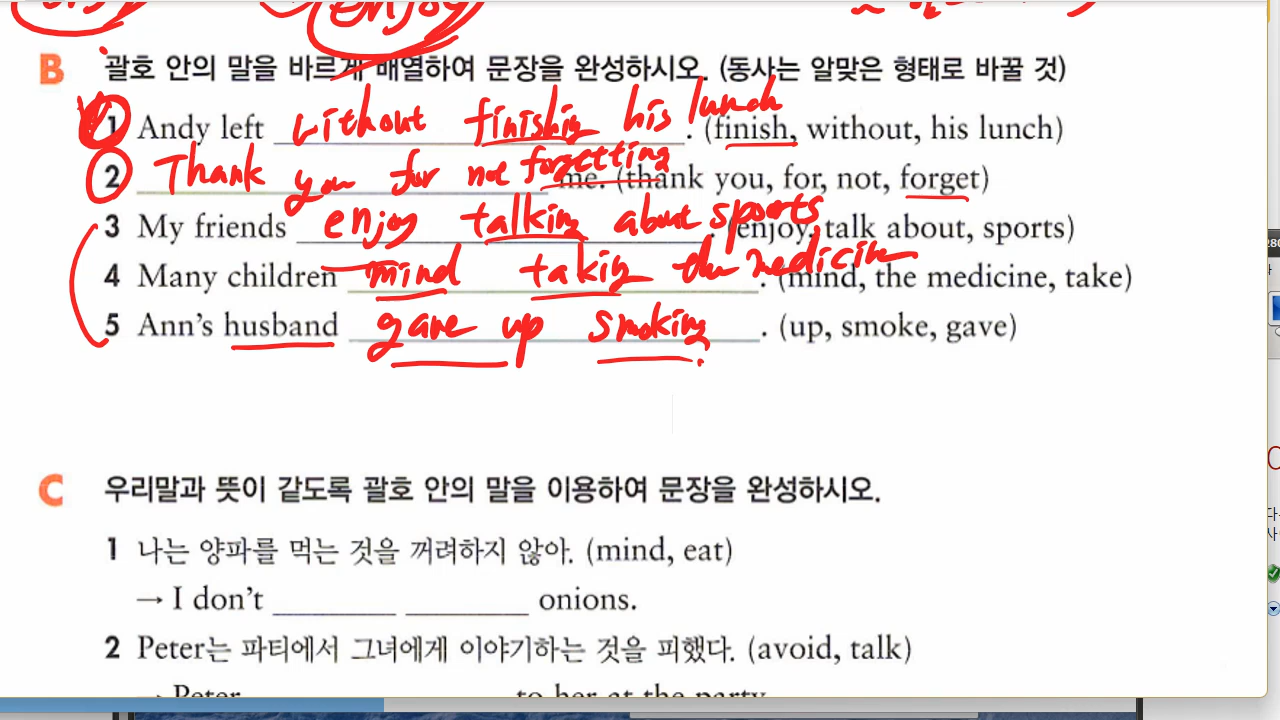 enjoy
B 괄호 안의 말을 바르게 배열하여 문장을 완성하시오. (동사는 알맞은 형태로 바꿀 것)
1 Andy left without finishing his lunch. (finish, without, his lunch)
2 Thank you for not forgetting me. (thank you, for, not, forget)
3 My friends enjoy talking about sports. (enjoy, talk about, sports)
4 Many children mind taking the medicine. (mind, the medicine, take)
5 Ann's husband gave up smoking. (up, smoke, gave)
C 우리말과 뜻이 같도록 괄호 안의 말을 이용하여 문장을 완성하시오.
1 나는 양파를 먹는 것을 꺼려하지 않아. (mind, eat)
→ I don't ________ ________ onions.
2 Peter는 파티에서 그녀에게 이야기하는 것을 피했다. (avoid, talk)
→ Peter to her at the party